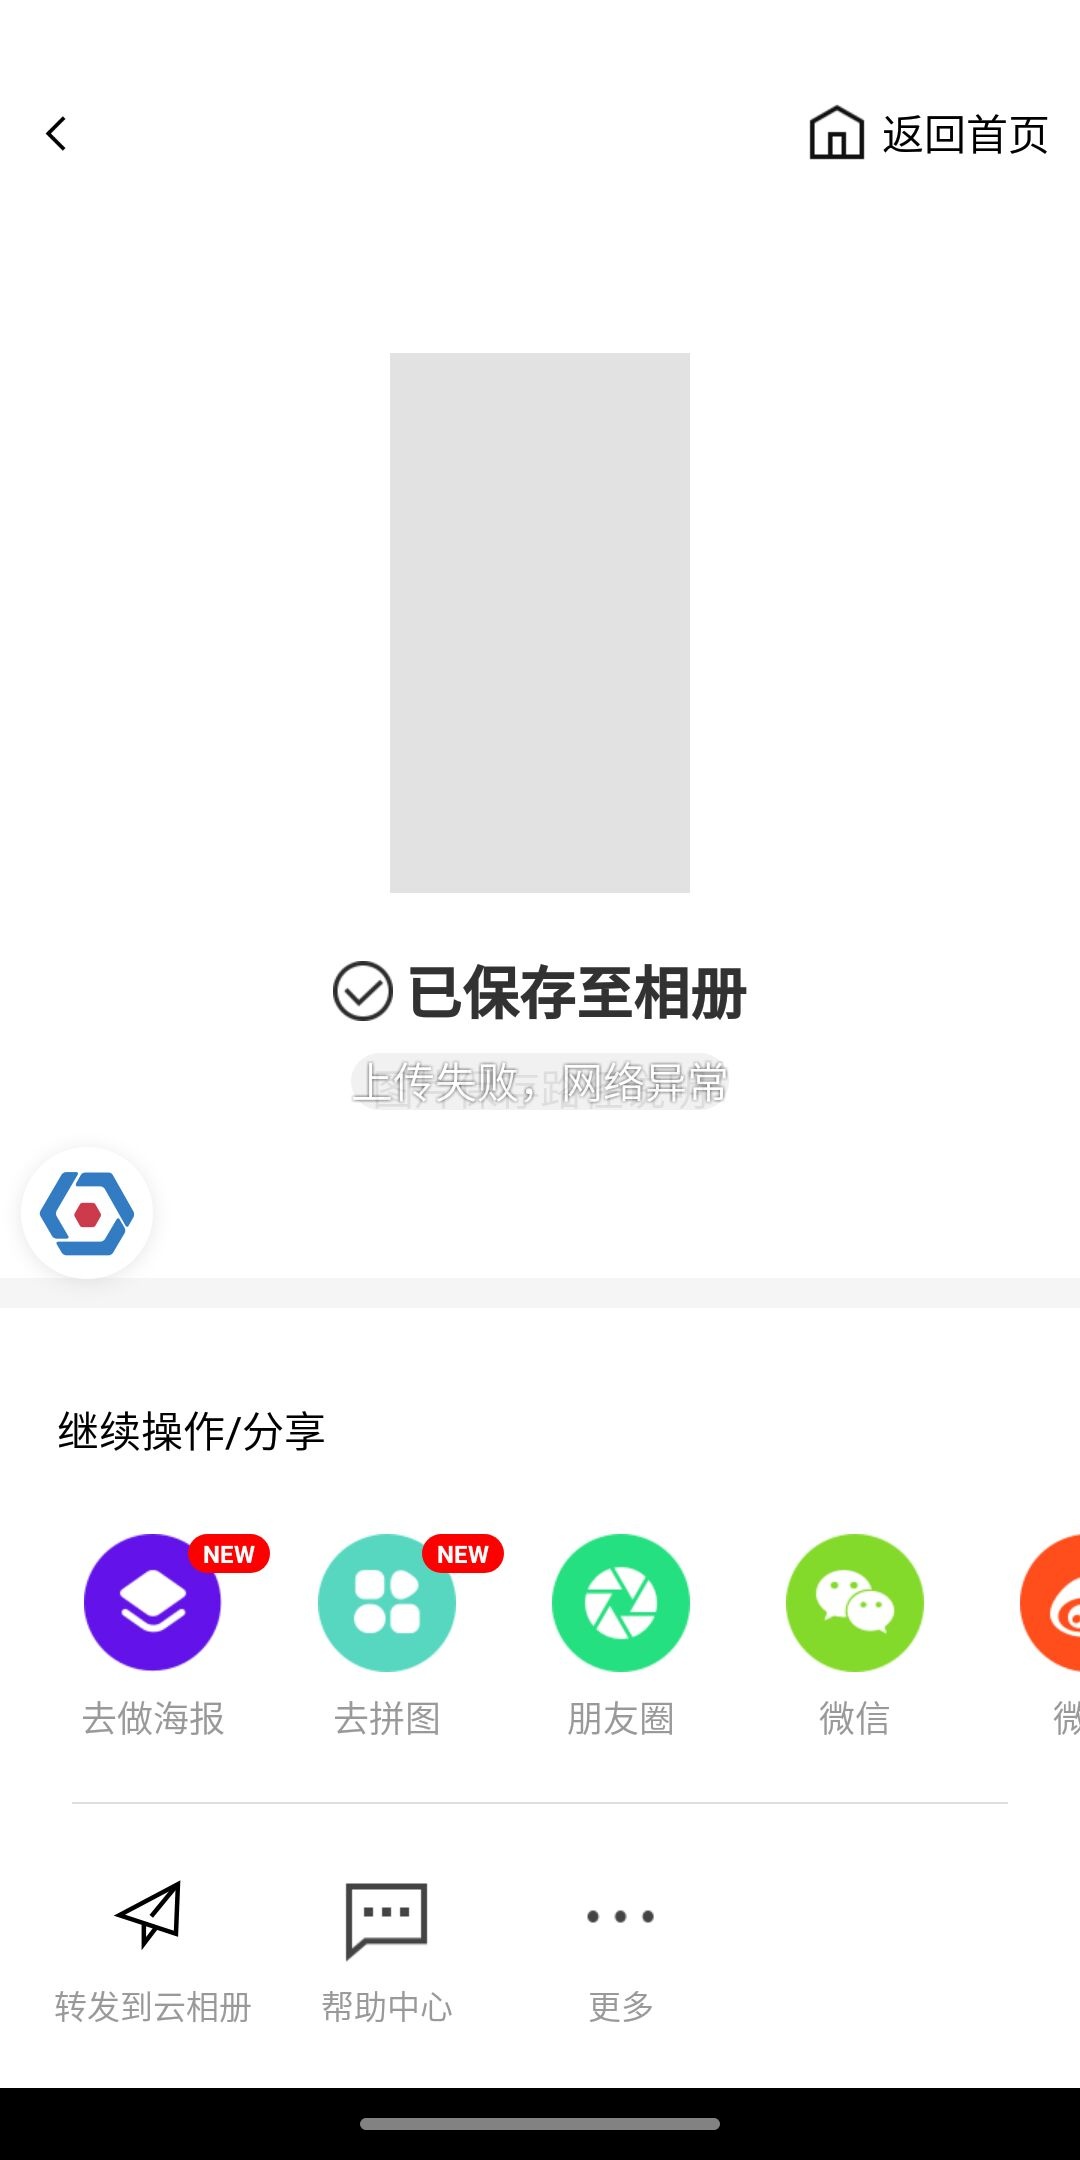 返回首页
已保存至相册
上传失败，网络异常
继续操作/分享
NEW
NEW
去做海报
去拼图
朋友圈
微信
转发到云相册
帮助中心
更多